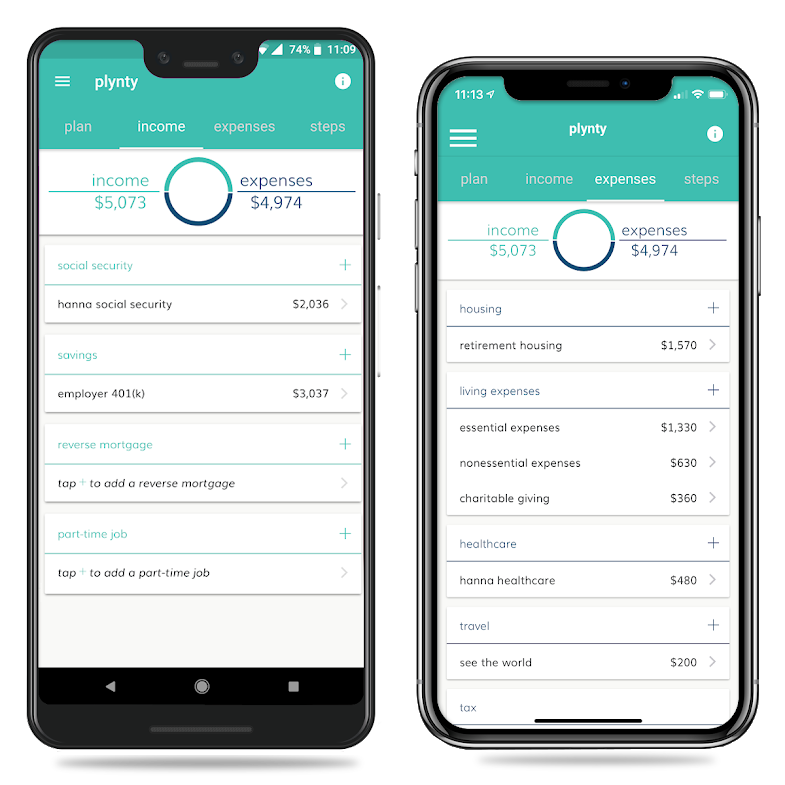 74% 11:09
plynty
i
plan income expenses steps
income expenses
$5,073 $4,974
social security +
hanna social security $2,036
savings +
employer 401(k) $3,037
reverse mortgage +
tap + to add a reverse mortgage
part-time job +
tap + to add a part-time job
11:13
plynty
i
plan income expenses steps
income expenses
$5,073 $4,974
housing +
retirement housing $1,570
living expenses +
essential expenses $1,330
nonessential expenses $630
charitable giving $360
healthcare +
hanna healthcare $480
travel +
see the world $200
tax